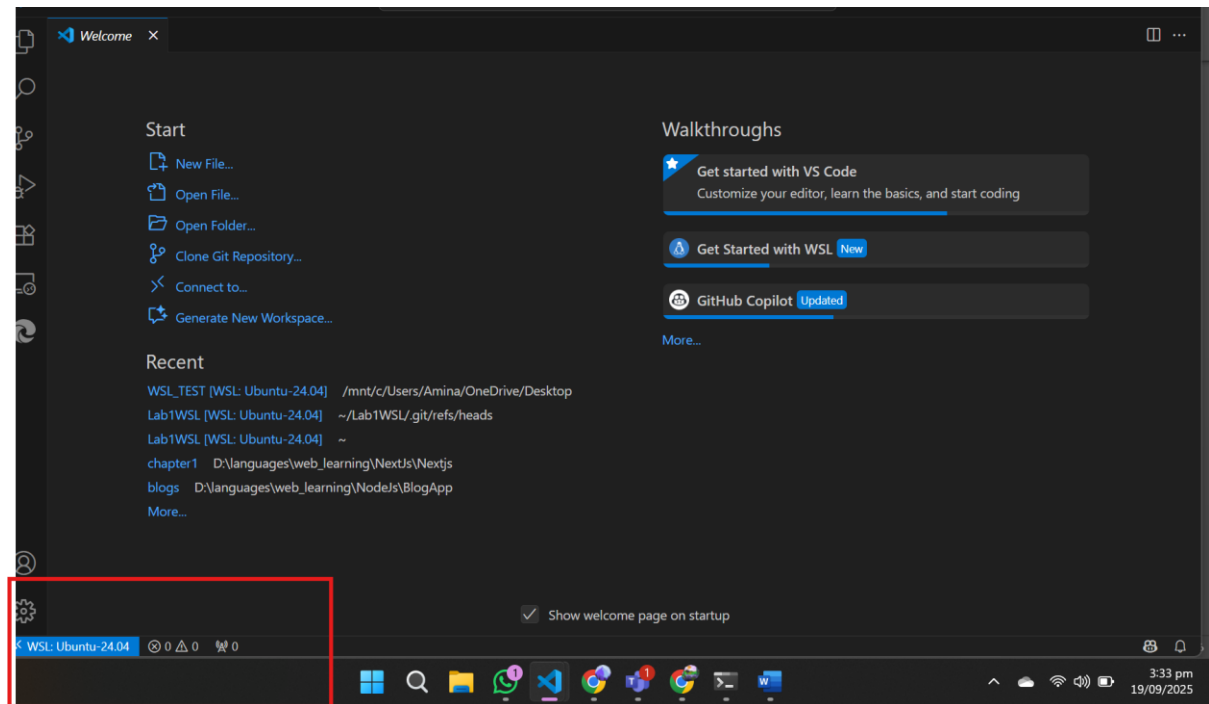 Welcome
Start
New File...
Open File...
Open Folder...
Clone Git Repository...
Connect to...
Generate New Workspace...
Recent
WSL_TEST [WSL: Ubuntu-24.04] /mnt/c/Users/Amina/OneDrive/Desktop
Lab1WSL [WSL: Ubuntu-24.04] ~/Lab1WSL/.git/refs/heads
Lab1WSL [WSL: Ubuntu-24.04] ~
chapter1 D:\languages\web_learning\NextJs\Nextjs
blogs D:\languages\web_learning\NodeJs\BlogApp
More...
Walkthroughs
Get started with VS Code
Customize your editor, learn the basics, and start coding
Get Started with WSL New
GitHub Copilot Updated
More...
Show welcome page on startup
WSL: Ubuntu-24.04 0 0 0
3:33 pm
19/09/2025